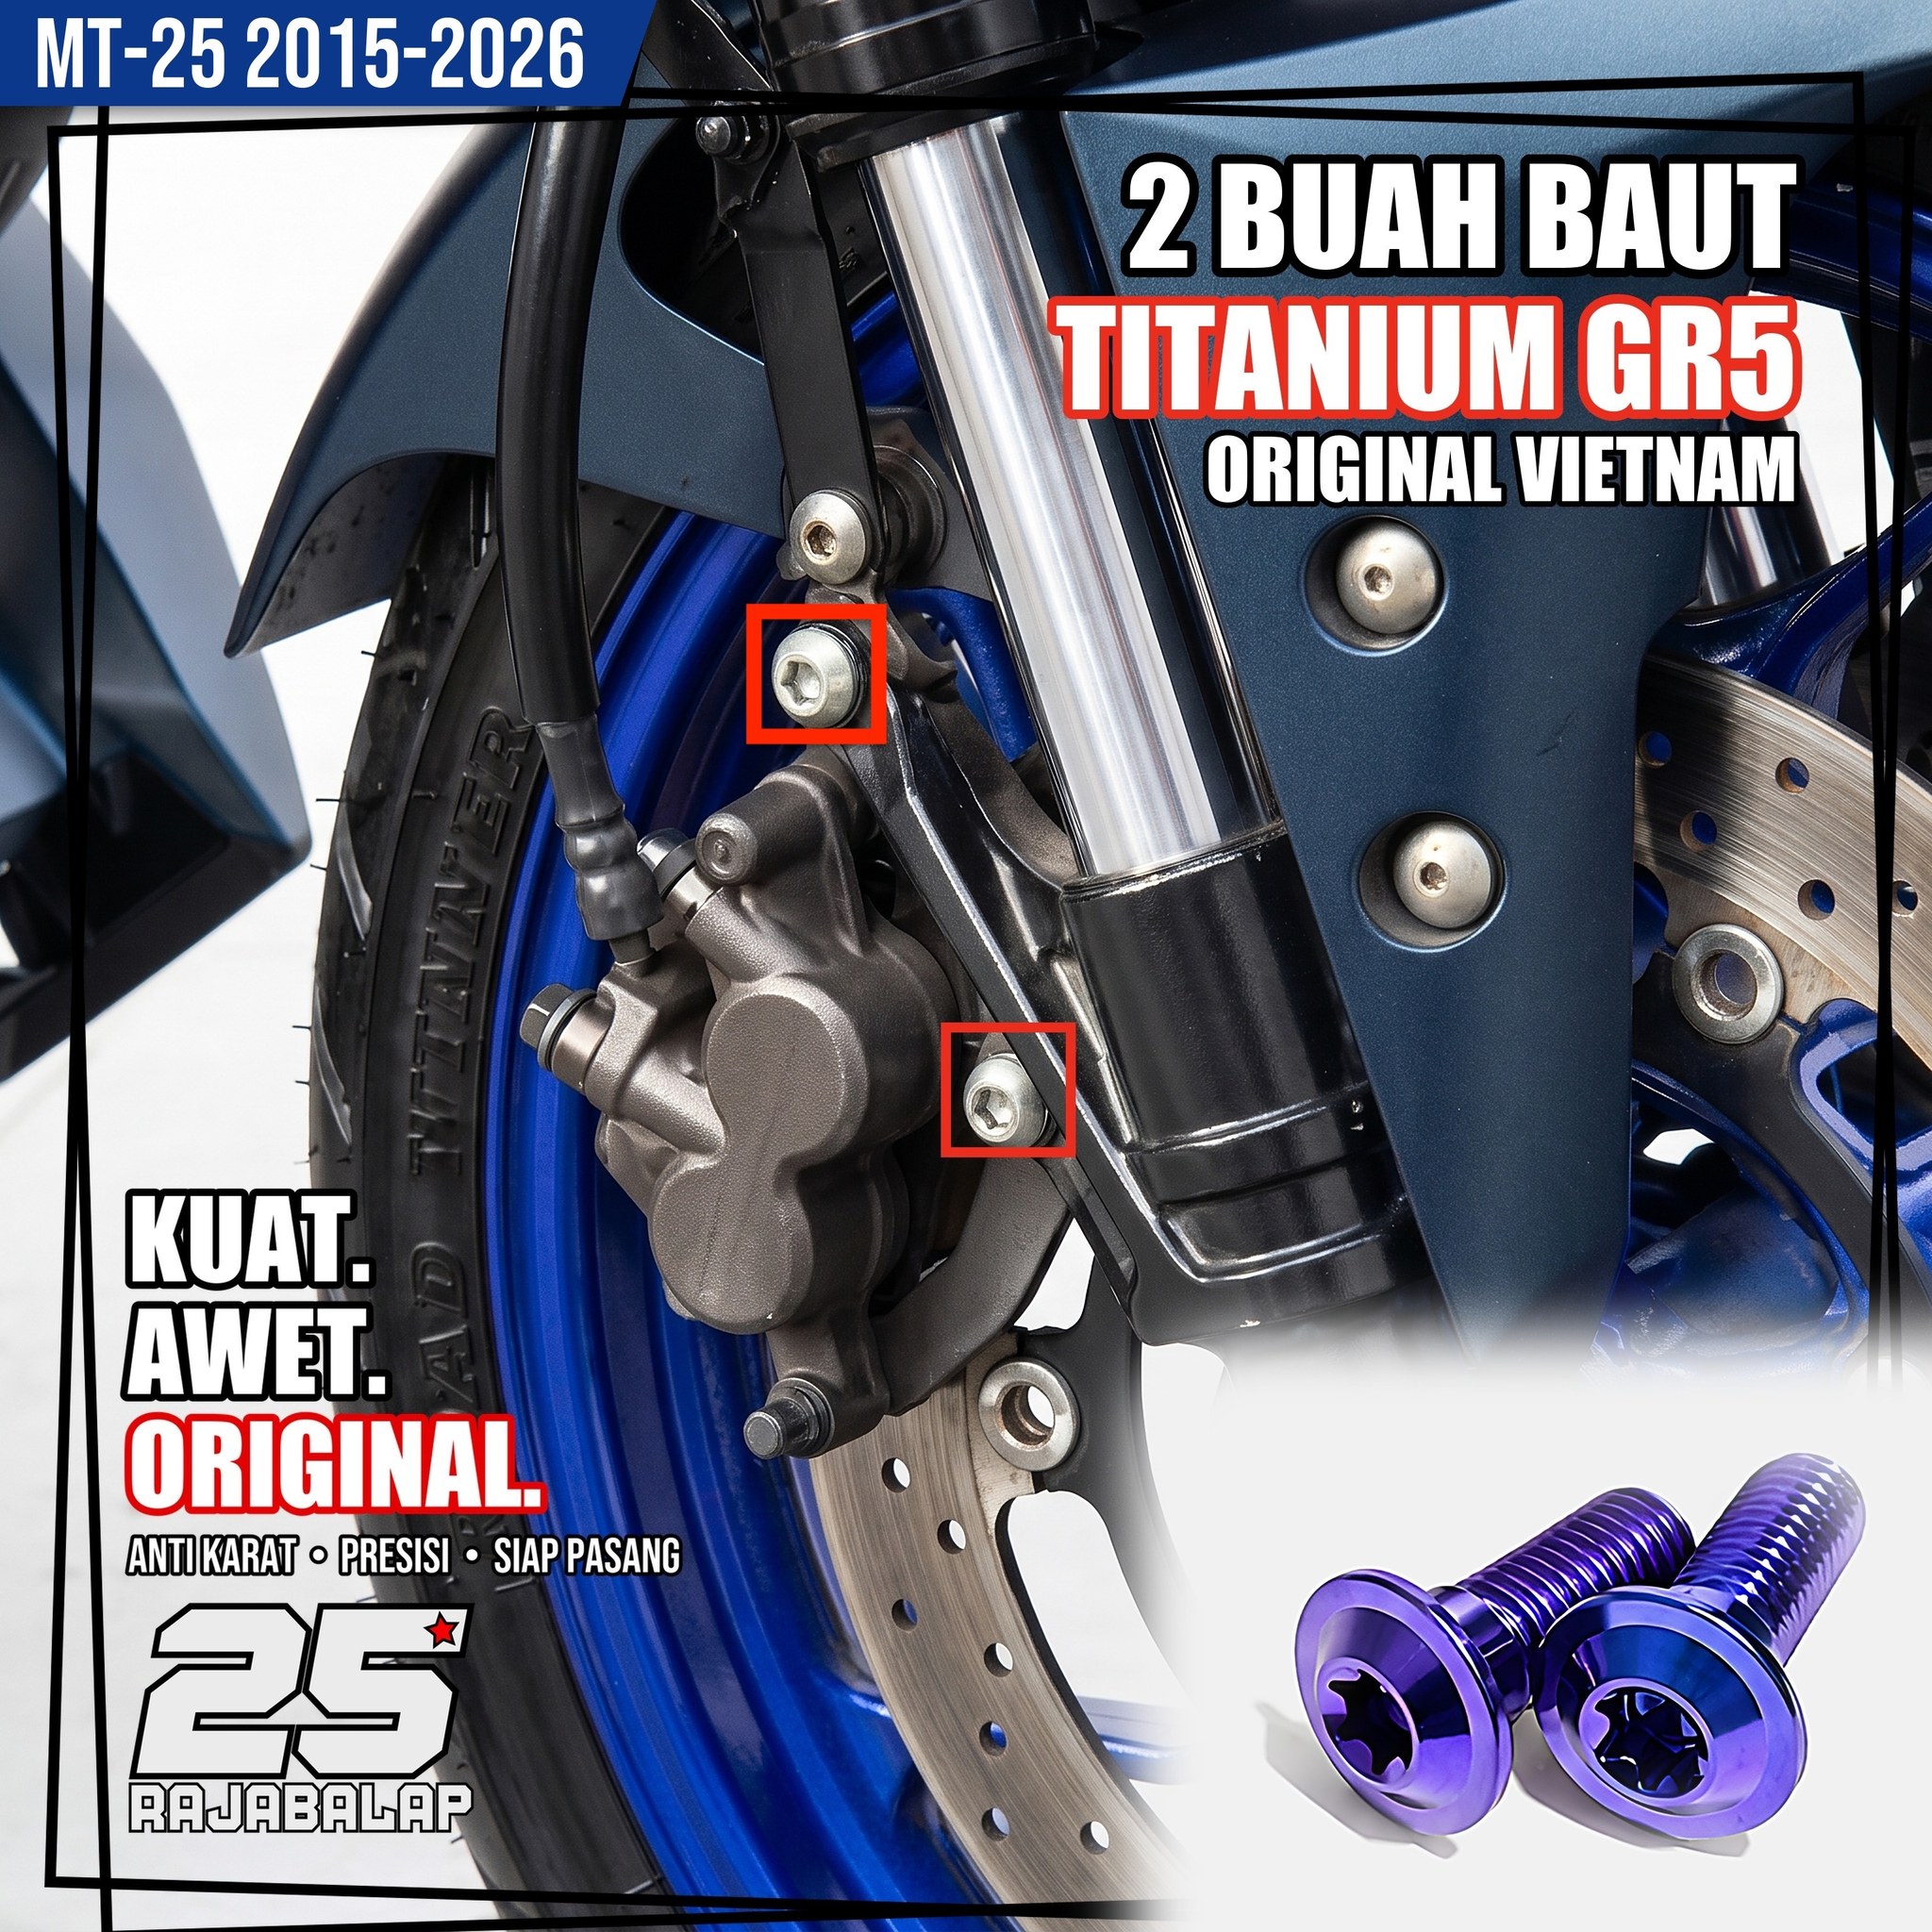 MT-25 2015-2026
2 BUAH BAUT
TITANIUM GR5
ORIGINAL VIETNAM
KUAT.
AWET.
ORIGINAL.
ANTI KARAT • PRESISI • SIAP PASANG
25
RAJABALAP